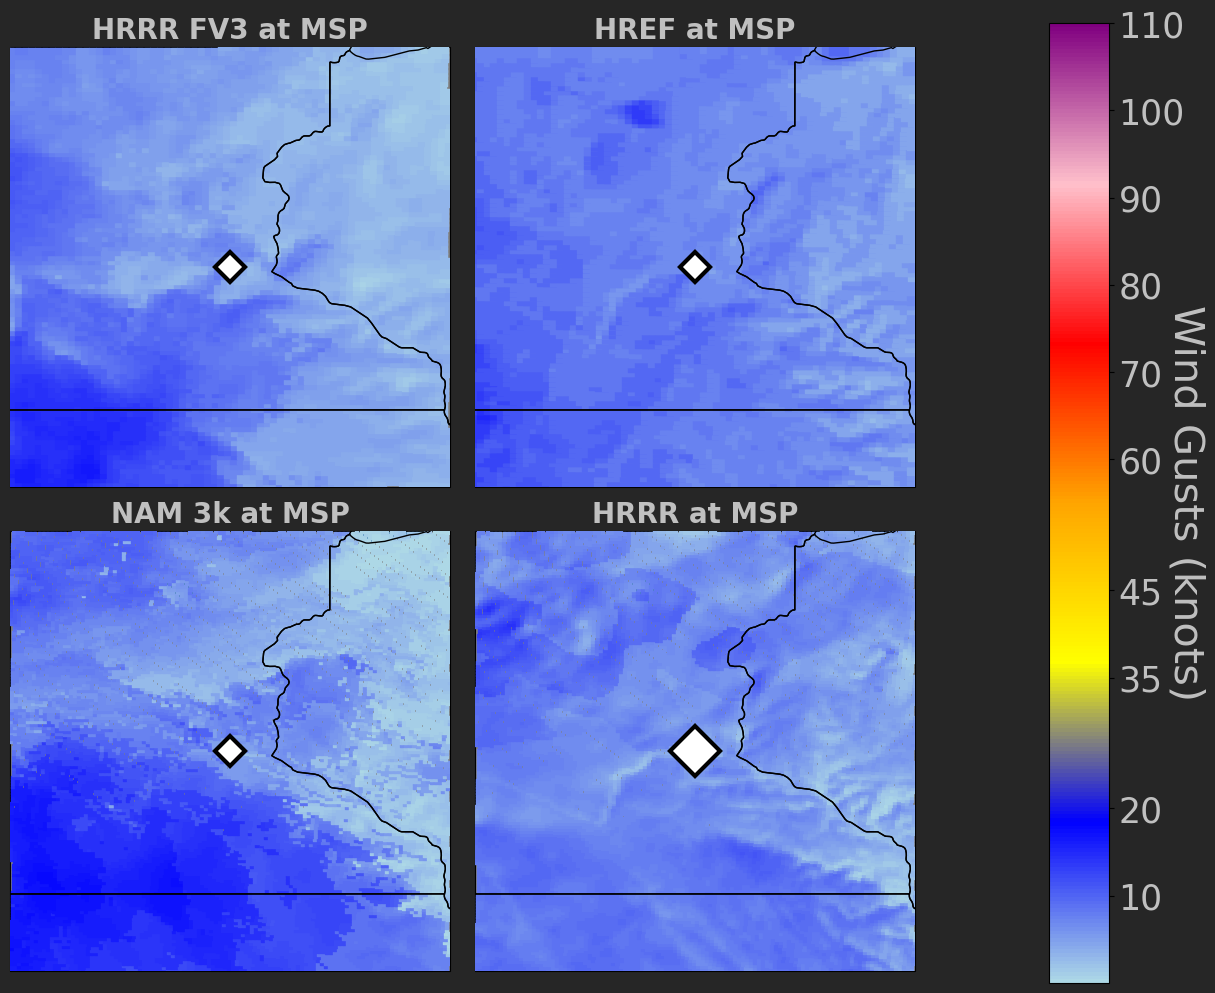 HRRR FV3 at MSP
HREF at MSP
NAM 3k at MSP
HRRR at MSP
110
100
90
80
70
60
45
35
20
10
Wind Gusts (knots)